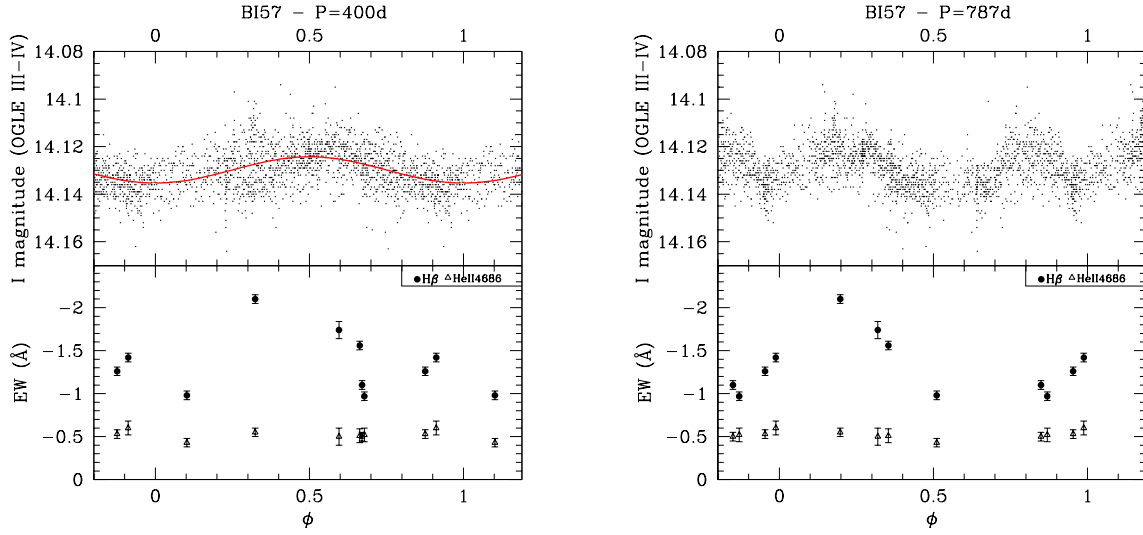 BI57 − P=400d
0 0.5 1
14.08
14.1
14.12
14.14
14.16
I magnitude (OGLE III−IV)
Hβ HeII4686
−2
−1.5
−1
−0.5
0
EW (Å)
0 0.5 1
ϕ
BI57 − P=787d
0 0.5 1
14.08
14.1
14.12
14.14
14.16
I magnitude (OGLE III−IV)
Hβ HeII4686
−2
−1.5
−1
−0.5
0
EW (Å)
0 0.5 1
ϕ